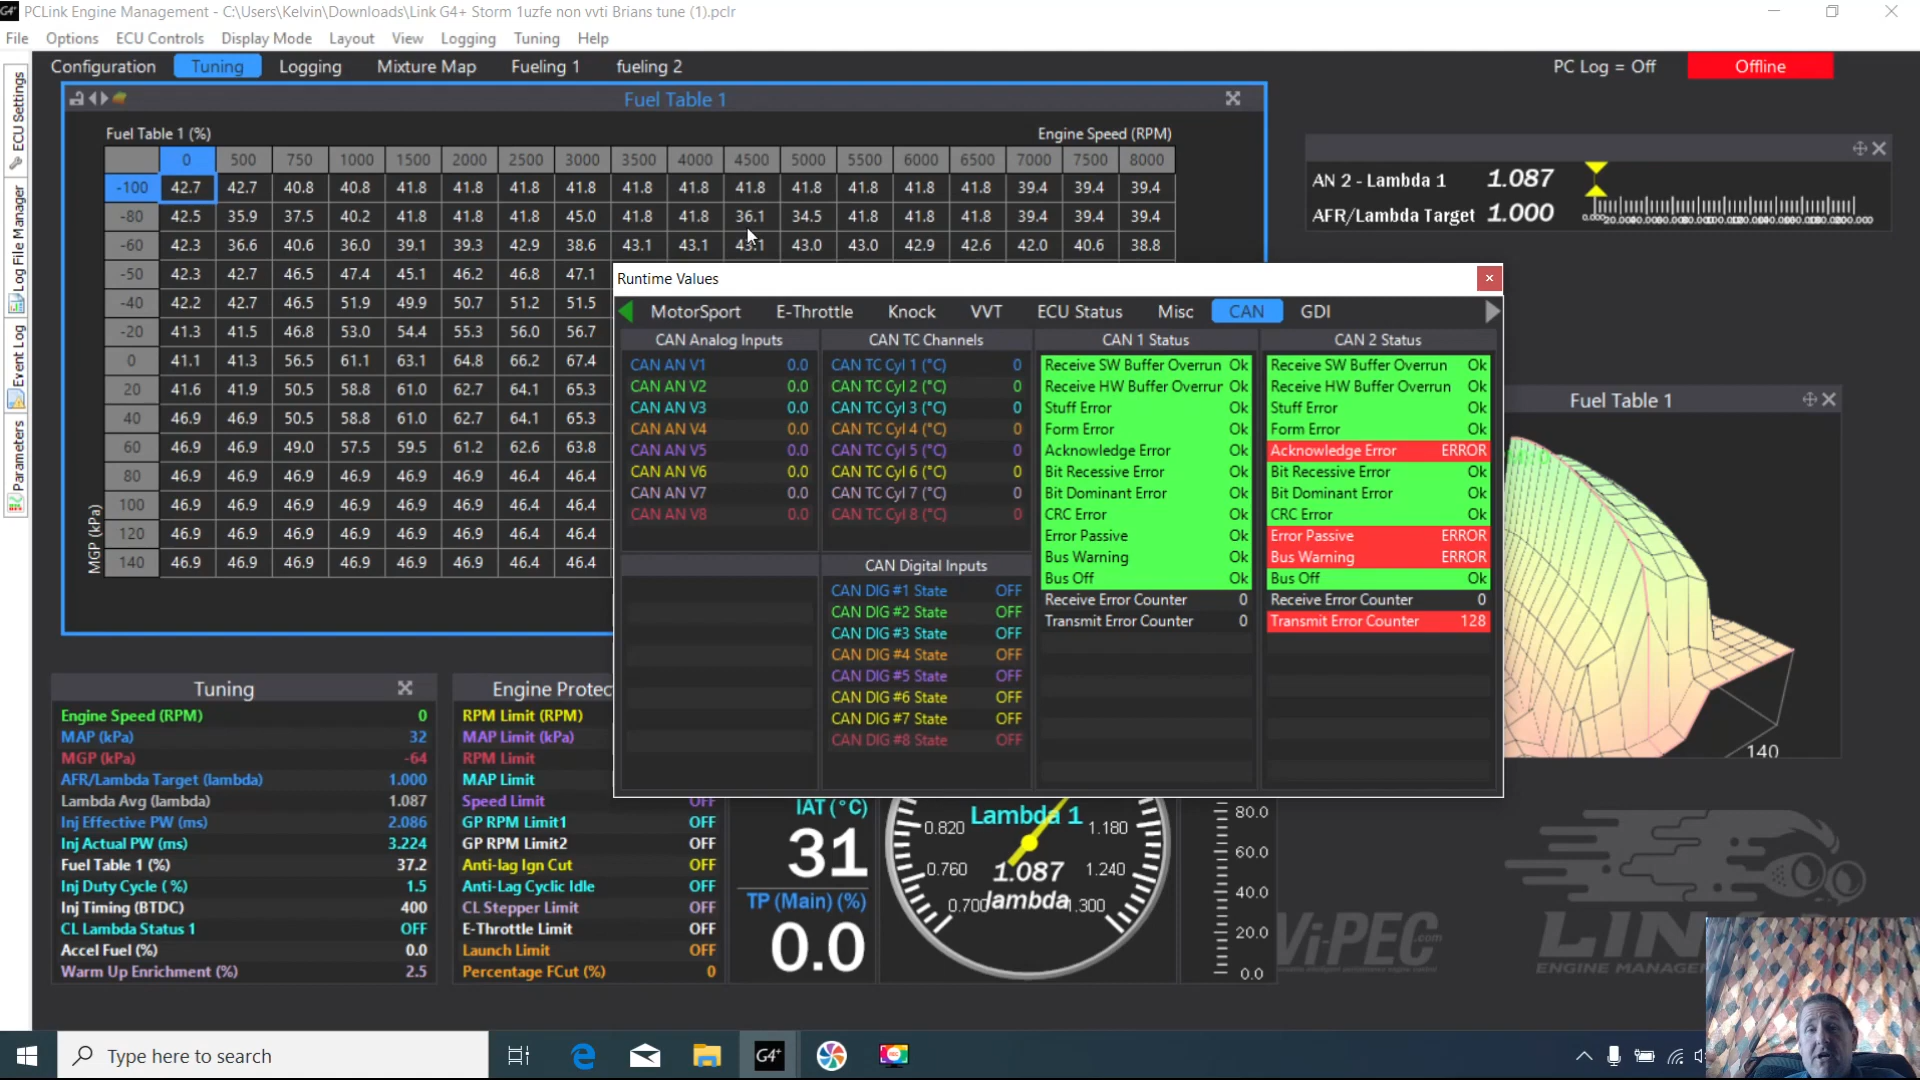 PCLink Engine Management - C:\Users\Kelvin\Downloads\Link G4+ Storm 1uzfe non vvti Brians tune (1).pclr
File Options ECU Controls Display Mode Layout View Logging Tuning Help
Configuration Tuning Logging Mixture Map Fueling 1 fueling 2 PC Log = Off Offline
ECU Settings
Log File Manager
Event Log
Parameters
Fuel Table 1
Fuel Table 1 (%) Engine Speed (RPM)
0 500 750 1000 1500 2000 2500 3000 3500 4000 4500 5000 5500 6000 6500 7000 7500 8000
-100 42.7 42.7 40.8 40.8 41.8 41.8 41.8 41.8 41.8 41.8 41.8 41.8 41.8 41.8 41.8 39.4 39.4 39.4
-80 42.5 35.9 37.5 40.2 41.8 41.8 41.8 45.0 41.8 41.8 36.1 34.5 41.8 41.8 41.8 39.4 39.4 39.4
-60 42.3 36.6 40.6 36.0 39.1 39.3 42.9 38.6 43.1 43.1 43.1 43.0 43.0 42.9 42.6 42.0 40.6 38.8
-50 42.3 42.7 46.5 47.4 45.1 46.2 46.8 47.1
-40 42.2 42.7 46.5 51.9 49.9 50.7 51.2 51.5
-20 41.3 41.5 46.8 53.0 54.4 55.3 56.0 56.7
0 41.1 41.3 56.5 61.1 63.1 64.8 66.2 67.4
20 41.6 41.9 50.5 58.8 61.0 62.7 64.1 65.3
40 46.9 46.9 50.5 58.8 61.0 62.7 64.1 65.3
60 46.9 46.9 49.0 57.5 59.5 61.2 62.6 63.8
80 46.9 46.9 46.9 46.9 46.9 46.9 46.4 46.4
100 46.9 46.9 46.9 46.9 46.9 46.9 46.4 46.4
120 46.9 46.9 46.9 46.9 46.9 46.9 46.4 46.4
140 46.9 46.9 46.9 46.9 46.9 46.9 46.4 46.4
MGP (kPa)
AN 2 - Lambda 1 1.087
AFR/Lambda Target 1.000
Runtime Values
MotorSport E-Throttle Knock VVT ECU Status Misc CAN GDI
CAN Analog Inputs
CAN AN V1 0.0
CAN AN V2 0.0
CAN AN V3 0.0
CAN AN V4 0.0
CAN AN V5 0.0
CAN AN V6 0.0
CAN AN V7 0.0
CAN AN V8 0.0
CAN TC Channels
CAN TC Cyl 1 (°C) 0
CAN TC Cyl 2 (°C) 0
CAN TC Cyl 3 (°C) 0
CAN TC Cyl 4 (°C) 0
CAN TC Cyl 5 (°C) 0
CAN TC Cyl 6 (°C) 0
CAN TC Cyl 7 (°C) 0
CAN TC Cyl 8 (°C) 0
CAN Digital Inputs
CAN DIG #1 State OFF
CAN DIG #2 State OFF
CAN DIG #3 State OFF
CAN DIG #4 State OFF
CAN DIG #5 State OFF
CAN DIG #6 State OFF
CAN DIG #7 State OFF
CAN DIG #8 State OFF
CAN 1 Status
Receive SW Buffer Overrun Ok
Receive HW Buffer Overrur Ok
Stuff Error Ok
Form Error Ok
Acknowledge Error Ok
Bit Recessive Error Ok
Bit Dominant Error Ok
CRC Error Ok
Error Passive Ok
Bus Warning Ok
Bus Off Ok
Receive Error Counter 0
Transmit Error Counter 0
CAN 2 Status
Receive SW Buffer Overrun Ok
Receive HW Buffer Overrun Ok
Stuff Error Ok
Form Error Ok
Acknowledge Error ERROR
Bit Recessive Error Ok
Bit Dominant Error Ok
CRC Error Ok
Error Passive ERROR
Bus Warning ERROR
Bus Off Ok
Receive Error Counter 0
Transmit Error Counter 128
Fuel Table 1
140
Tuning
Engine Speed (RPM) 0
MAP (kPa) 32
MGP (kPa) -64
AFR/Lambda Target (lambda) 1.000
Lambda Avg (lambda) 1.087
Inj Effective PW (ms) 2.086
Inj Actual PW (ms) 3.224
Fuel Table 1 (%) 37.2
Inj Duty Cycle (%) 1.5
Inj Timing (BTDC) 400
CL Lambda Status 1 OFF
Accel Fuel (%) 0.0
Warm Up Enrichment (%) 2.5
Engine Protec
RPM Limit (RPM)
MAP Limit (kPa)
RPM Limit
MAP Limit
Speed Limit OFF
GP RPM Limit1 OFF
GP RPM Limit2 OFF
Anti-lag Ign Cut OFF
Anti-Lag Cyclic Idle OFF
CL Stepper Limit OFF
E-Throttle Limit OFF
Launch Limit OFF
Percentage FCut (%) 0
IAT (°C)
31
TP (Main) (%)
0.0
Lambda 1
0.820 1.180
0.760 1.240
0.700 1.300
1.087
lambda
80.0
60.0
40.0
20.0
0.0
Vi-PEC.com
LIN
ENGINE MANAGE
Type here to search
G4+